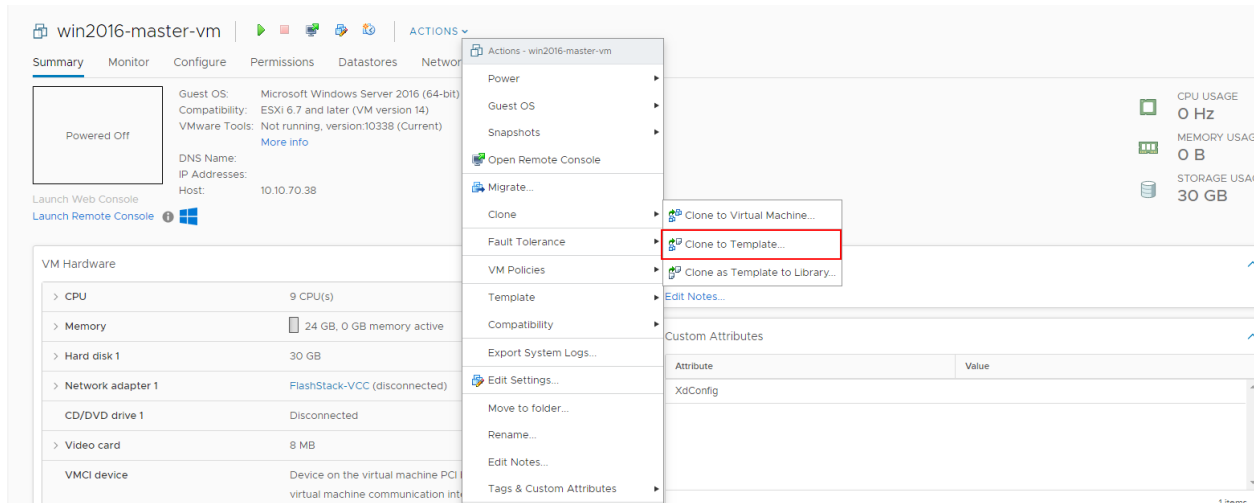 win2016-master-vm
ACTIONS
Summary Monitor Configure Permissions Datastores Networ
Powered Off
Guest OS: Microsoft Windows Server 2016 (64-bit)
Compatibility: ESXi 6.7 and later (VM version 14)
VMware Tools: Not running, version:10338 (Current)
More info
DNS Name:
IP Addresses:
Host: 10.10.70.38
Launch Web Console
Launch Remote Console
CPU USAGE
0 Hz
MEMORY USAG
0 B
STORAGE USAG
30 GB
VM Hardware
CPU 9 CPU(s)
Memory 24 GB, 0 GB memory active
Hard disk 1 30 GB
Network adapter 1 FlashStack-VCC (disconnected)
CD/DVD drive 1 Disconnected
Video card 8 MB
VMCI device Device on the virtual machine PCI
virtual machine communication inte
Actions - win2016-master-vm
Power
Guest OS
Snapshots
Open Remote Console
Migrate...
Clone
Fault Tolerance
VM Policies
Template
Compatibility
Export System Logs...
Edit Settings...
Move to folder...
Rename...
Edit Notes...
Tags & Custom Attributes
Clone to Virtual Machine...
Clone to Template...
Clone as Template to Library...
Edit Notes...
Custom Attributes
Attribute Value
XdConfig
1 items